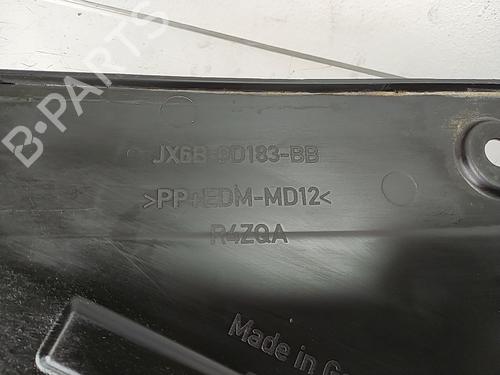 B-PARTS
JX6B-8D183-BB
>PP+EDM-MD12<
R4ZQA
Made in